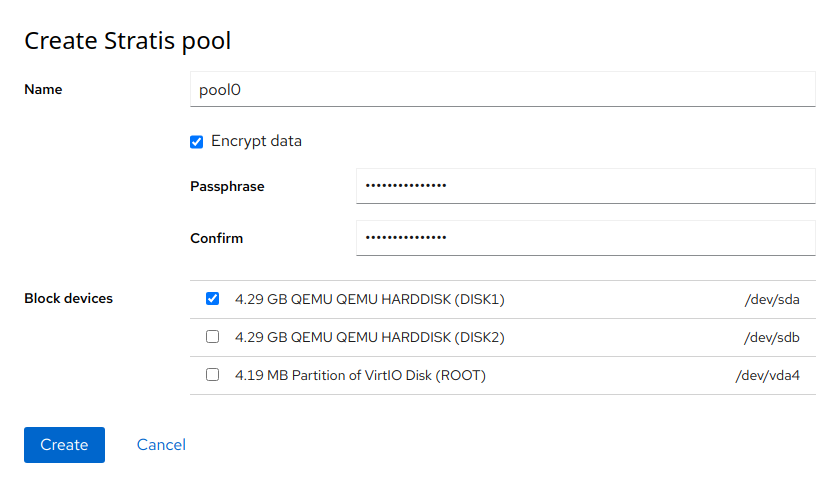 Create Stratis pool
Name
pool0
Encrypt data
Passphrase
•••••••••••••••
Confirm
•••••••••••••••
Block devices
4.29 GB QEMU QEMU HARDDISK (DISK1) /dev/sda
4.29 GB QEMU QEMU HARDDISK (DISK2) /dev/sdb
4.19 MB Partition of VirtIO Disk (ROOT) /dev/vda4
Create Cancel